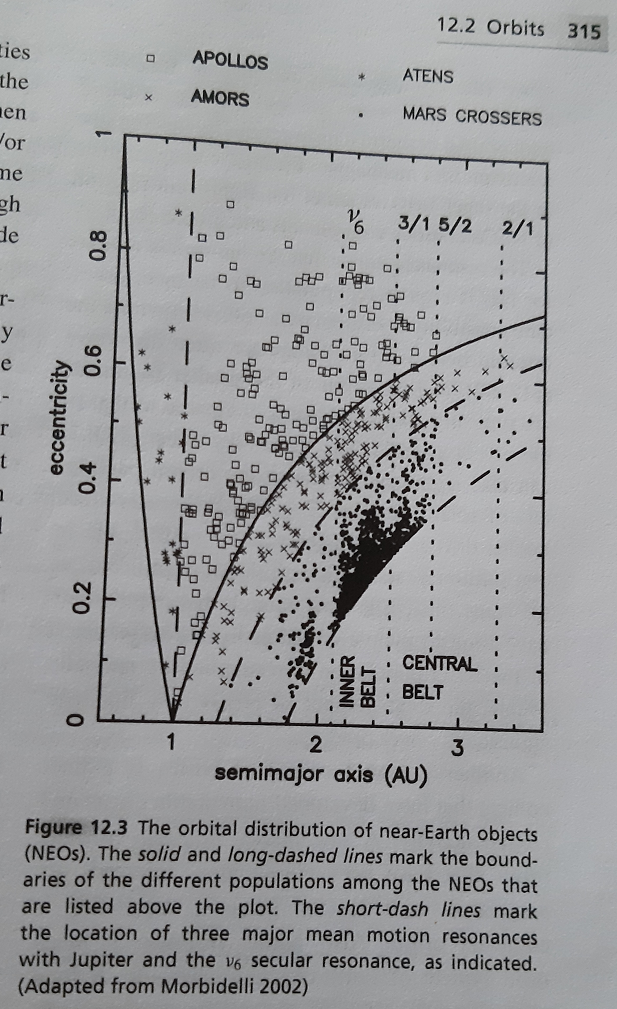 12.2 Orbits 315
ties
the
/or
me
gh
de
r-
y
e
-
r
t
□ APOLLOS * ATENS
× AMORS · MARS CROSSERS
1
0.8
0.6
0.4
0.2
0
eccentricity
ν6 3/1 5/2 2/1
INNER BELT
CENTRAL
BELT
1 2 3
semimajor axis (AU)
Figure 12.3 The orbital distribution of near-Earth objects
(NEOs). The solid and long-dashed lines mark the bound-
aries of the different populations among the NEOs that
are listed above the plot. The short-dash lines mark
the location of three major mean motion resonances
with Jupiter and the ν6 secular resonance, as indicated.
(Adapted from Morbidelli 2002)